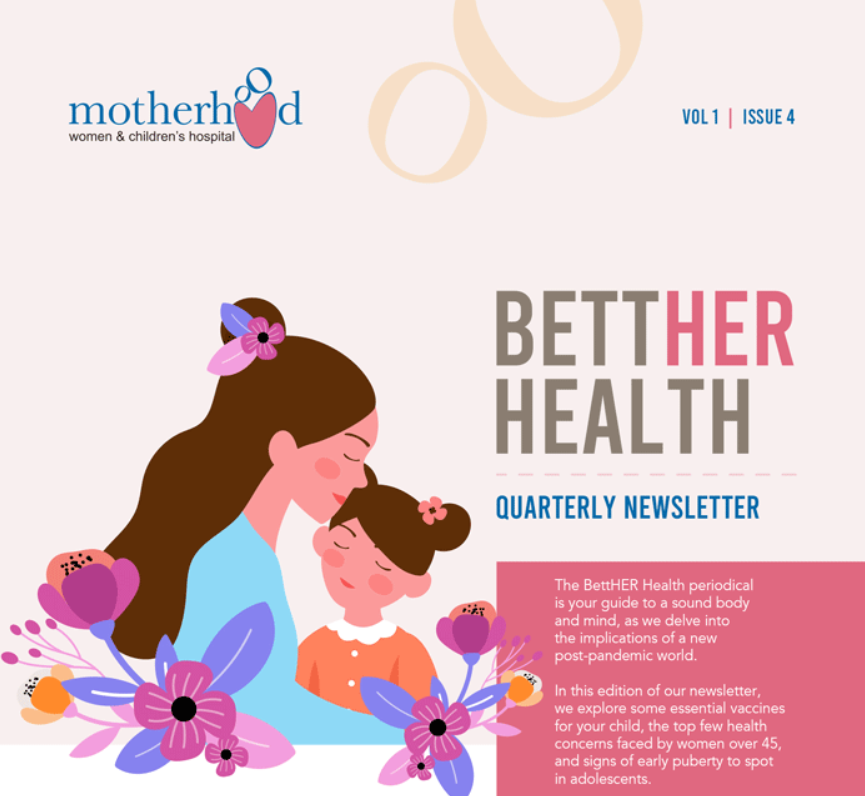 motherhood
women & children's hospital
VOL 1 | ISSUE 4
BETTHER
HEALTH
QUARTERLY NEWSLETTER
The BettHER Health periodical
is your guide to a sound body
and mind, as we delve into
the implications of a new
post-pandemic world.
In this edition of our newsletter,
we explore some essential vaccines
for your child, the top few health
concerns faced by women over 45,
and signs of early puberty to spot
in adolescents.